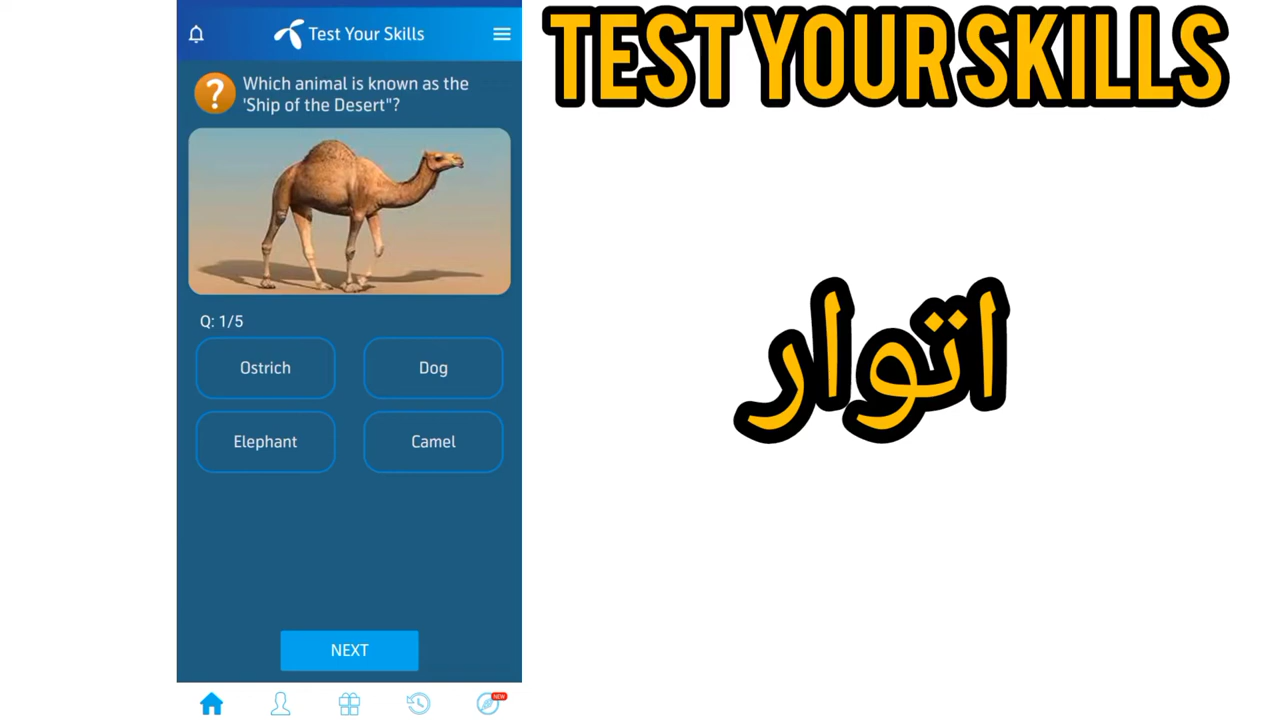 Test Your Skills
TEST YOUR SKILLS
? Which animal is known as the
'Ship of the Desert"?
Q: 1/5
Ostrich
Dog
Elephant
Camel
اتوار
NEXT
NEW